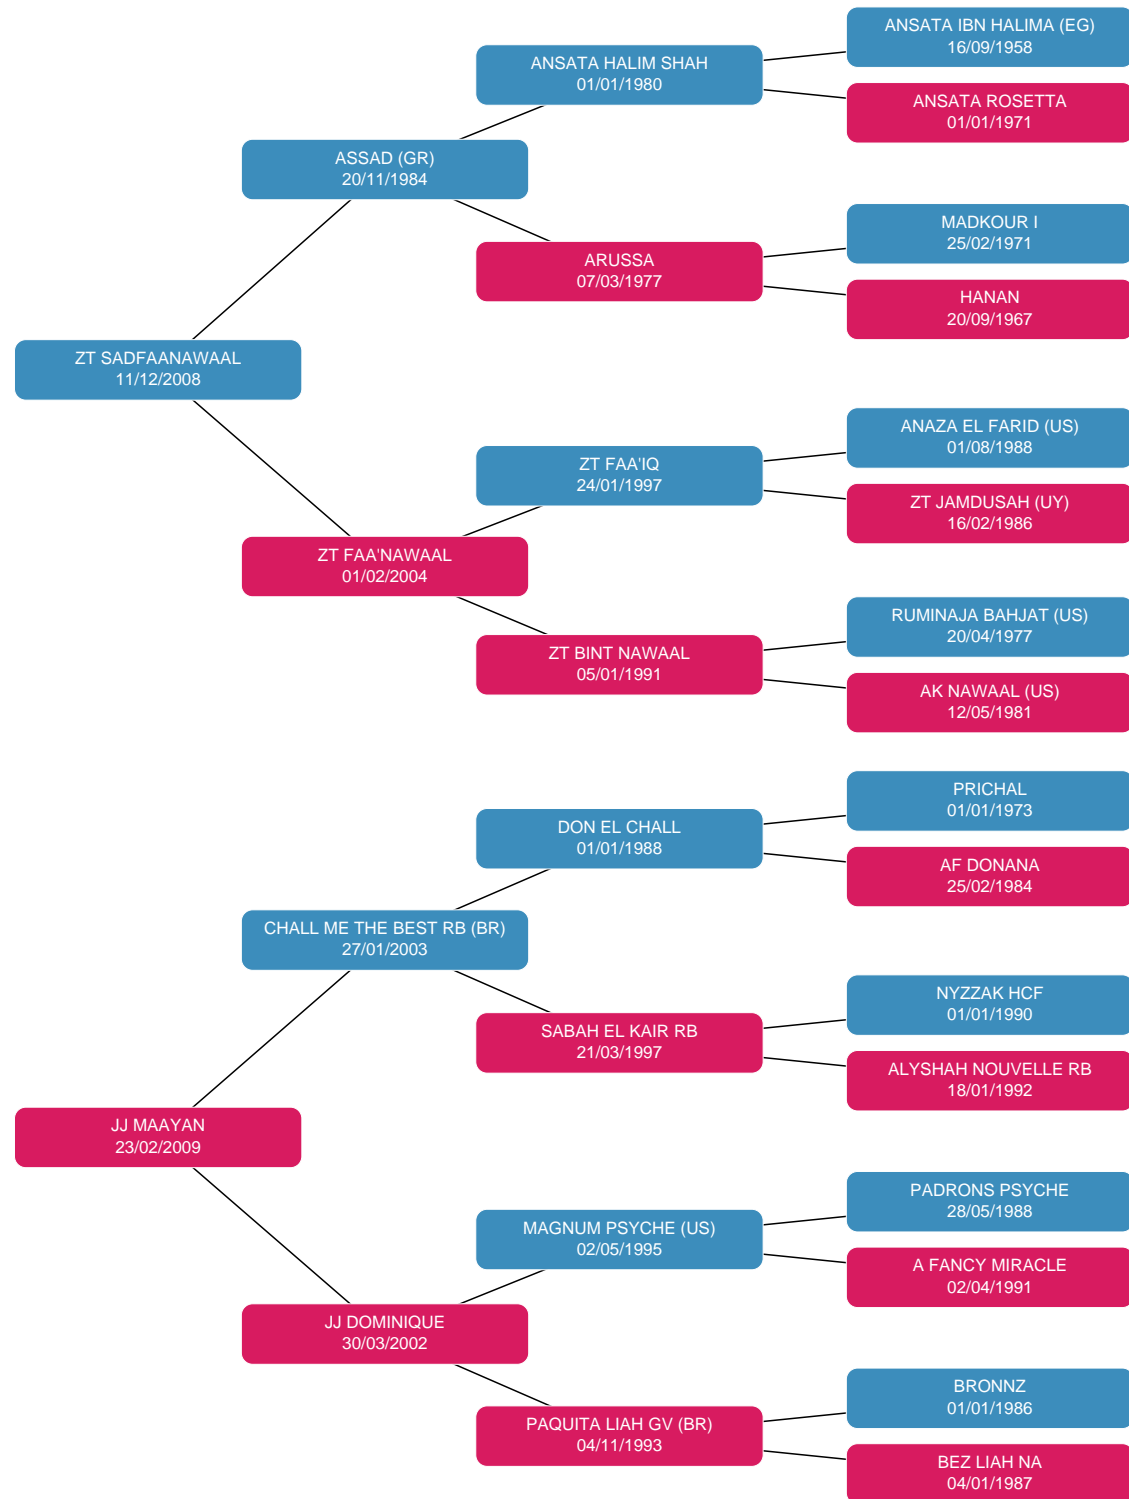 ANSATA IBN HALIMA (EG)
16/09/1958
ANSATA HALIM SHAH
01/01/1980
ANSATA ROSETTA
01/01/1971
ASSAD (GR)
20/11/1984
MADKOUR I
25/02/1971
ARUSSA
07/03/1977
HANAN
20/09/1967
ZT SADFAANAWAAL
11/12/2008
ANAZA EL FARID (US)
01/08/1988
ZT FAA'IQ
24/01/1997
ZT JAMDUSAH (UY)
16/02/1986
ZT FAA'NAWAAL
01/02/2004
RUMINAJA BAHJAT (US)
20/04/1977
ZT BINT NAWAAL
05/01/1991
AK NAWAAL (US)
12/05/1981
PRICHAL
01/01/1973
DON EL CHALL
01/01/1988
AF DONANA
25/02/1984
CHALL ME THE BEST RB (BR)
27/01/2003
NYZZAK HCF
01/01/1990
SABAH EL KAIR RB
21/03/1997
ALYSHAH NOUVELLE RB
18/01/1992
JJ MAAYAN
23/02/2009
PADRONS PSYCHE
28/05/1988
MAGNUM PSYCHE (US)
02/05/1995
A FANCY MIRACLE
02/04/1991
JJ DOMINIQUE
30/03/2002
BRONNZ
01/01/1986
PAQUITA LIAH GV (BR)
04/11/1993
BEZ LIAH NA
04/01/1987